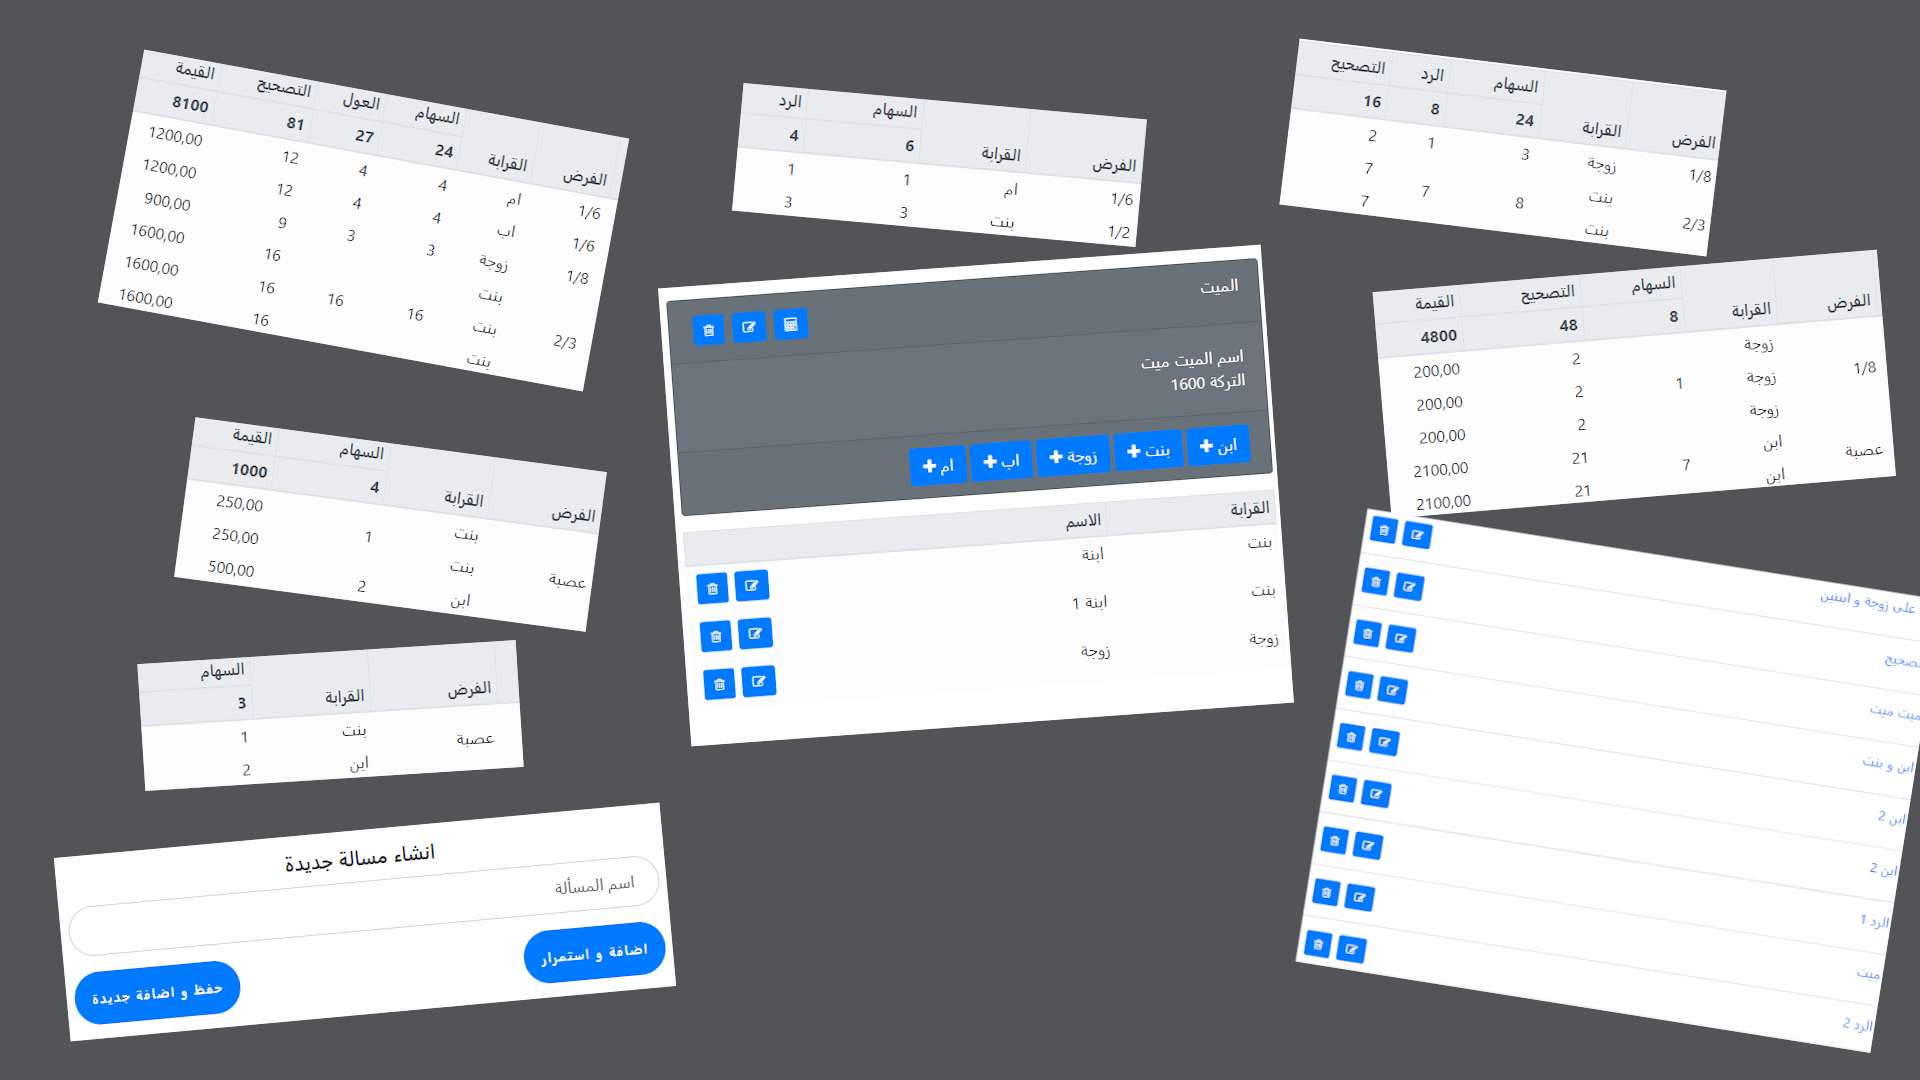 الفرض القرابة السهام العول التصحيح القيمة
24 27 81 8100
1/6 ام 4 4 12 1200,00
1/6 اب 4 4 12 1200,00
1/8 زوجة 3 3 9 900,00
بنت 16 1600,00
2/3 بنت 16 16 16 1600,00
بنت 16 1600,00
الفرض القرابة السهام الرد
6 4
1/6 ام 1 1
1/2 بنت 3 3
الفرض القرابة السهام الرد التصحيح
24 8 16
1/8 زوجة 3 1 2
2/3 بنت 8 7 7
بنت 7
الميت
اسم الميت ميت
التركة 1600
ابن بنت زوجة اب ام
القرابة الاسم
بنت ابنة
بنت ابنة 1
زوجة زوجة
الفرض القرابة السهام التصحيح القيمة
8 48 4800
زوجة 2 200,00
1/8 زوجة 1 2 200,00
زوجة 2 200,00
عصبة ابن 7 21 2100,00
ابن 21 2100,00
الفرض القرابة السهام القيمة
4 1000
بنت 1 250,00
عصبة بنت 250,00
ابن 2 500,00
الفرض القرابة السهام
3
عصبة بنت 1
ابن 2
انشاء مسالة جديدة
اسم المسألة
اضافة و استمرار
حفظ و اضافة جديدة
على زوجة و ابنتين
ميت
ابن و بنت
ابن 2
ابن 2
الرد 1
ميت
الرد 2